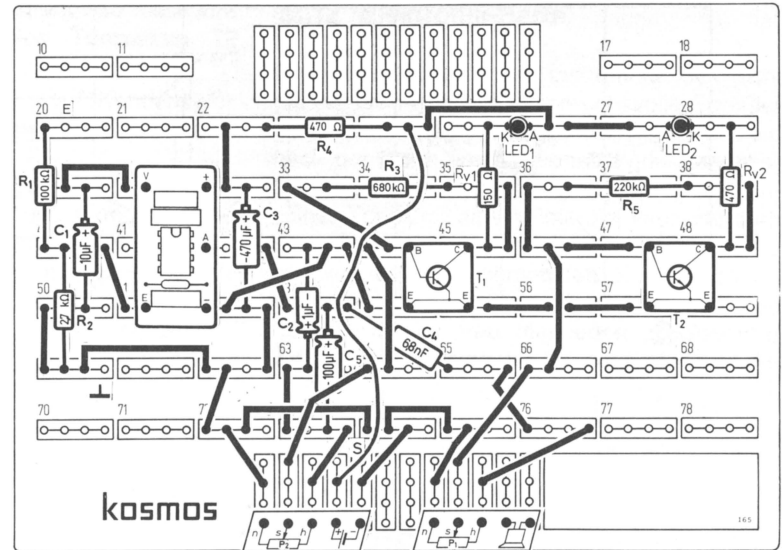 10 11 17 18
20 E 21 22 470 Ω 27 28
R4 K A LED1 A K LED2
R1 100kΩ V + 33 34 R3 680kΩ 35 Rv1 150Ω 36 37 220kΩ R5 38 470 Ω Rv2
C1 -10µF+ C3 -470µF+
41 A 43 45 B C T1 47 48 B C T2
50 27 kΩ R2 E E C2 1µF C5 100µF+ C4 6,8nF E E 56 57 E E
63 65 66 67 68
70 71 76 77 78
S
kosmos
n s h P2 + - n s h P1
165